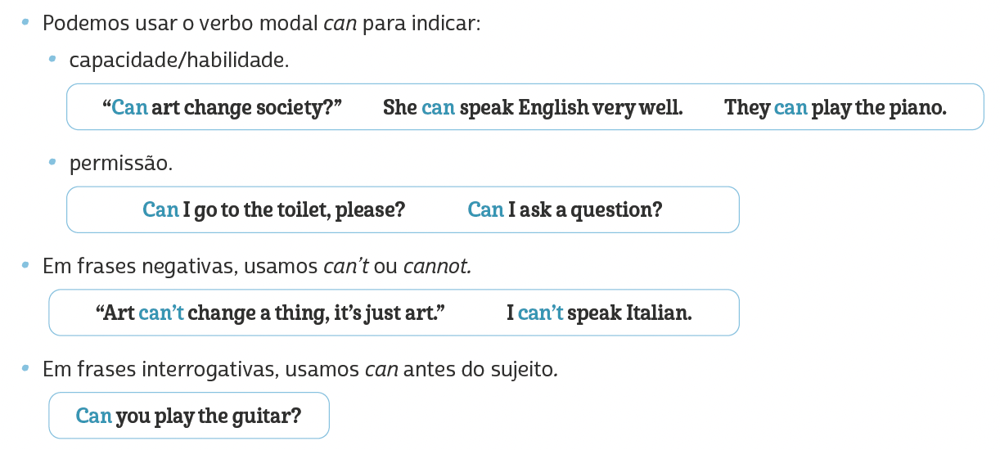 • Podemos usar o verbo modal can para indicar:
• capacidade/habilidade.
“Can art change society?” She can speak English very well. They can play the piano.
• permissão.
Can I go to the toilet, please? Can I ask a question?
• Em frases negativas, usamos can’t ou cannot.
“Art can’t change a thing, it’s just art.” I can’t speak Italian.
• Em frases interrogativas, usamos can antes do sujeito.
Can you play the guitar?